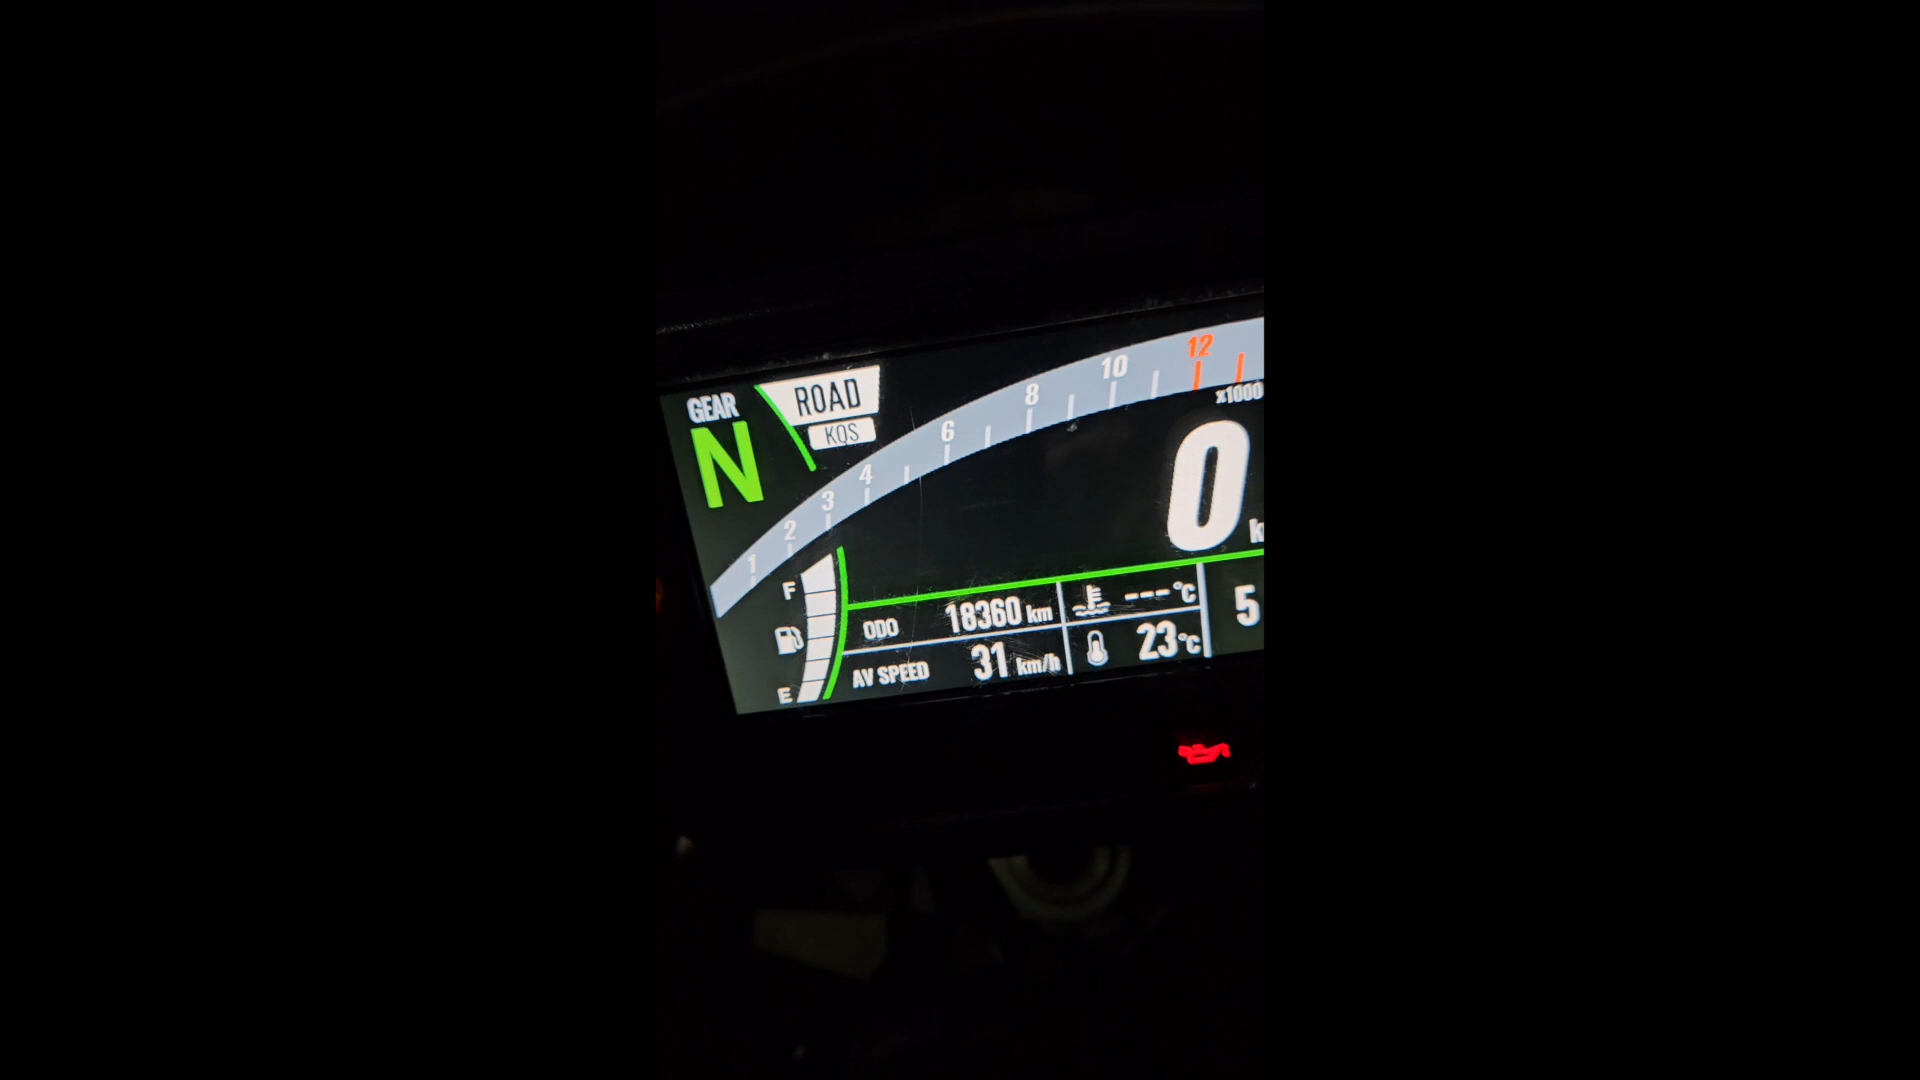 GEAR
N
ROAD
KQS
1 2 3 4 6 8 10 12
x1000
0
F
E
ODO 18360 km
AV SPEED 31 km/h
---°C
23°C
5